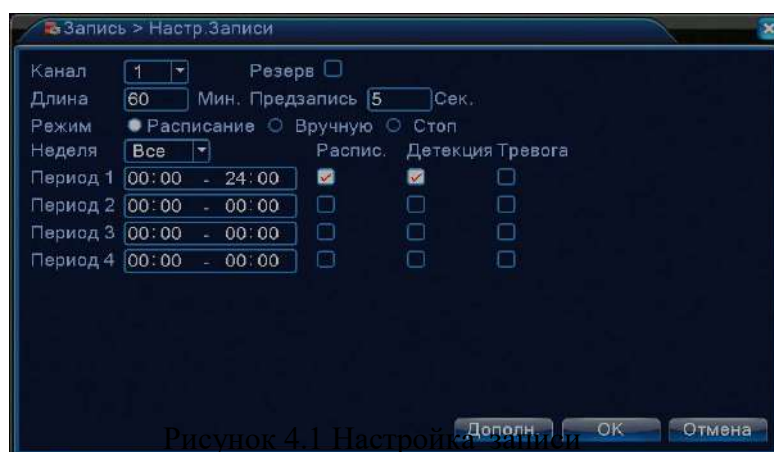 Запись > Настр.Записи
Канал 1 Резерв
Длина 60 Мин. Предзапись 5 Сек.
Режим Расписание Вручную Стоп
Неделя Все Распис. Детекция Тревога
Период 1 00:00 - 24:00
Период 2 00:00 - 00:00
Период 3 00:00 - 00:00
Период 4 00:00 - 00:00
Дополн. OK Отмена
Рисунок 4.1 Настройка записи